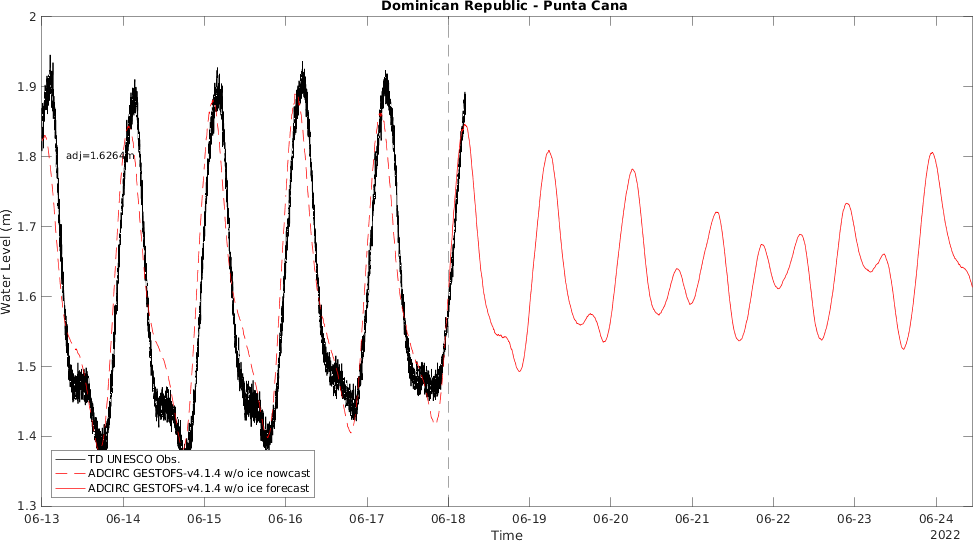 Dominican Republic - Punta Cana
2
1.9
1.8
1.7
1.6
1.5
1.4
1.3
Water Level (m)
adj=1.6264m
TD UNESCO Obs.
ADCIRC GESTOFS-v4.1.4 w/o ice nowcast
ADCIRC GESTOFS-v4.1.4 w/o ice forecast
06-13 06-14 06-15 06-16 06-17 06-18 06-19 06-20 06-21 06-22 06-23 06-24
Time
2022